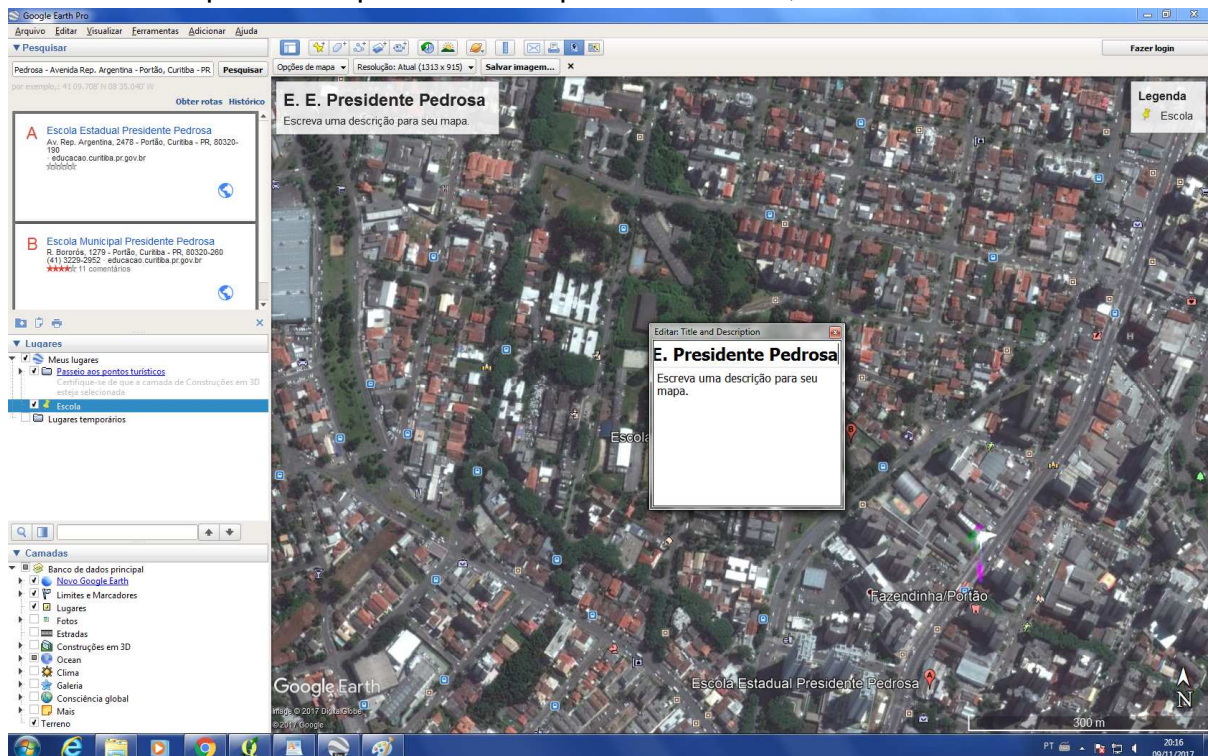 Google Earth Pro
Arquivo Editar Visualizar Ferramentas Adicionar Ajuda
Pesquisar
Pedrosa - Avenida Rep. Argentina - Portão, Curitiba - PR Pesquisar
por exemplo,: 41 09.708' N 08 35.040' W
Obter rotas Histórico
A Escola Estadual Presidente Pedrosa
Av. Rep. Argentina, 2478 - Portão, Curitiba - PR, 80320-
190
· educacao.curitiba.pr.gov.br
B Escola Municipal Presidente Pedrosa
R. Bororós, 1279 - Portão, Curitiba - PR, 80320-260
(41) 3229-2952 · educacao.curitiba.pr.gov.br
11 comentários
Lugares
Meus lugares
Passeio aos pontos turísticos
Certifique-se de que a camada de Construções em 3D
esteja selecionada
Escola
Lugares temporários
Camadas
Banco de dados principal
Novo Google Earth
Limites e Marcadores
Lugares
Fotos
Estradas
Construções em 3D
Ocean
Clima
Galeria
Consciência global
Mais
Terreno
Fazer login
Opções de mapa Resolução: Atual (1313 x 915) Salvar imagem...
E. E. Presidente Pedrosa
Escreva uma descrição para seu mapa.
Legenda
Escola
Editar: Title and Description
E. Presidente Pedrosa
Escreva uma descrição para seu
mapa.
Escola
B
Fazendinha/Portão
Escola Estadual Presidente Pedrosa A
Google Earth
Image © 2017 DigitalGlobe
© 2017 Google
N
300 m
PT 20:16
09/11/2017